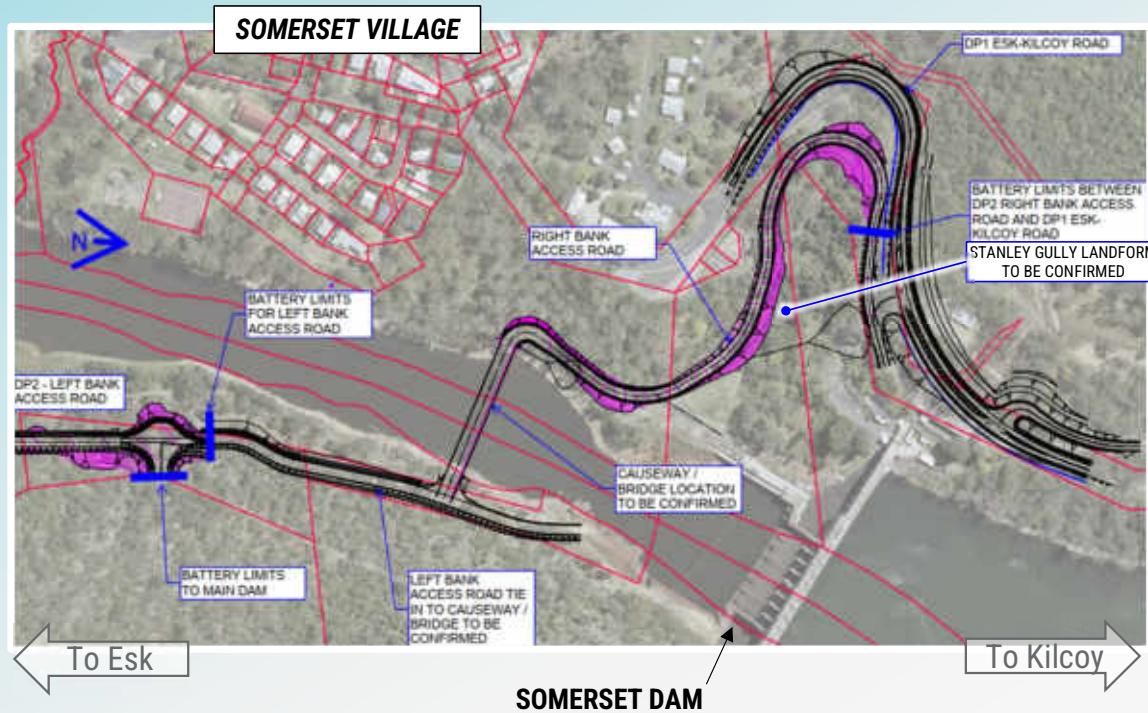 SOMERSET VILLAGE
DP1 ESK-KILCOY ROAD
BATTERY LIMITS BETWEEN
DP2 RIGHT BANK ACCESS
ROAD AND DP1 ESK-
KILCOY ROAD
STANLEY GULLY LANDFORM
TO BE CONFIRMED
RIGHT BANK
ACCESS ROAD
N
BATTERY LIMITS
FOR LEFT BANK
ACCESS ROAD
DP2 - LEFT BANK
ACCESS ROAD
CAUSEWAY /
BRIDGE LOCATION
TO BE CONFIRMED
BATTERY LIMITS
TO MAIN DAM
LEFT BANK
ACCESS ROAD TIE
IN TO CAUSEWAY /
BRIDGE TO BE
CONFIRMED
To Esk
To Kilcoy
SOMERSET DAM